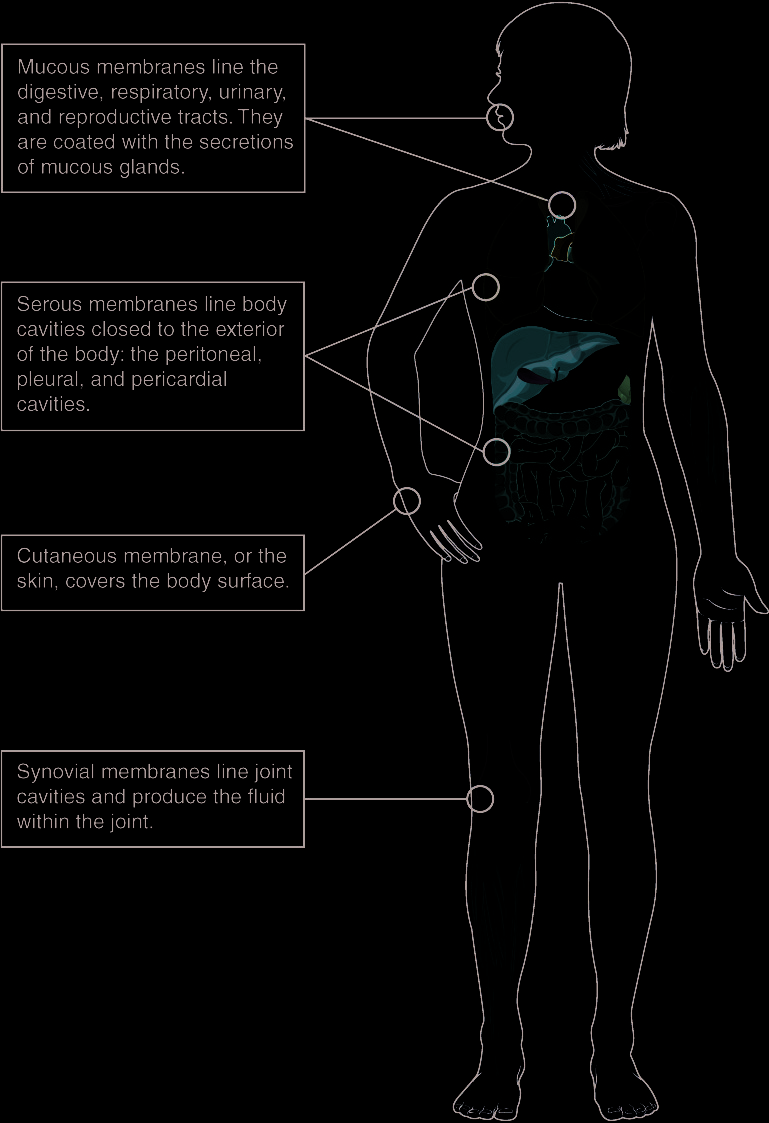 Mucous membranes line the
digestive, respiratory, urinary,
and reproductive tracts. They
are coated with the secretions
of mucous glands.
Serous membranes line body
cavities closed to the exterior
of the body: the peritoneal,
pleural, and pericardial
cavities.
Cutaneous membrane, or the
skin, covers the body surface.
Synovial membranes line joint
cavities and produce the fluid
within the joint.